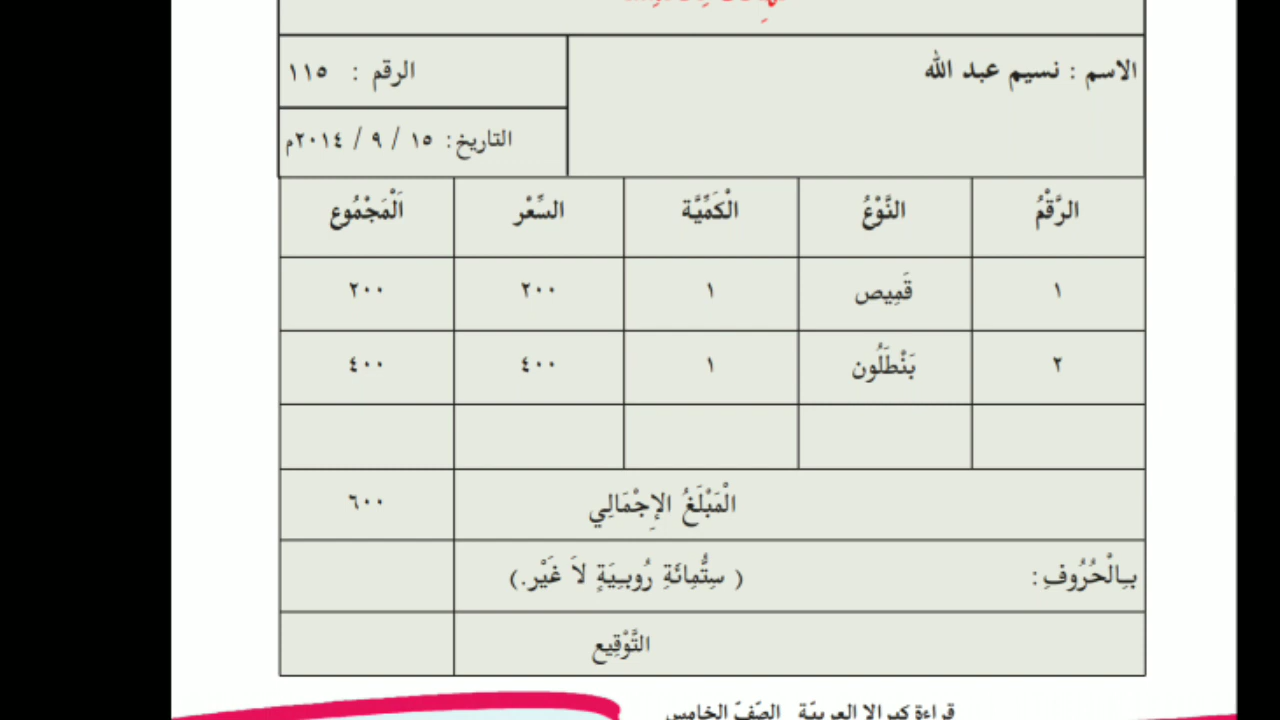 الاسم : نسيم عبد الله
الرقم : ١١٥
التاريخ: ١٥ / ٩ / ٢٠١٤م
الرَّقْمُ النَّوْعُ الْكَمِّيَّة السِّعْر اَلْمَجْمُوع
١ قَمِيص ١ ٢٠٠ ٢٠٠
٢ بَنْطَلُون ١ ٤٠٠ ٤٠٠
الْمَبْلَغُ الإِجْمَالِي ٦٠٠
بِالْحُرُوفِ: ( سِتُّمِائَةِ رُوبِيَةٍ لاَ غَيْر.)
التَّوْقِيع
قراءة كيرالا العربيّة الصّفّ الخامس